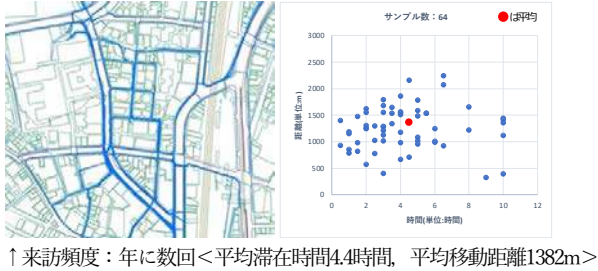 サンプル数：64
は平均
3000
2500
2000
1500
1000
500
0
距離(単位:m)
0 2 4 6 8 10 12
時間(単位:時間)
↑来訪頻度：年に数回＜平均滞在時間4.4時間，平均移動距離1382m＞